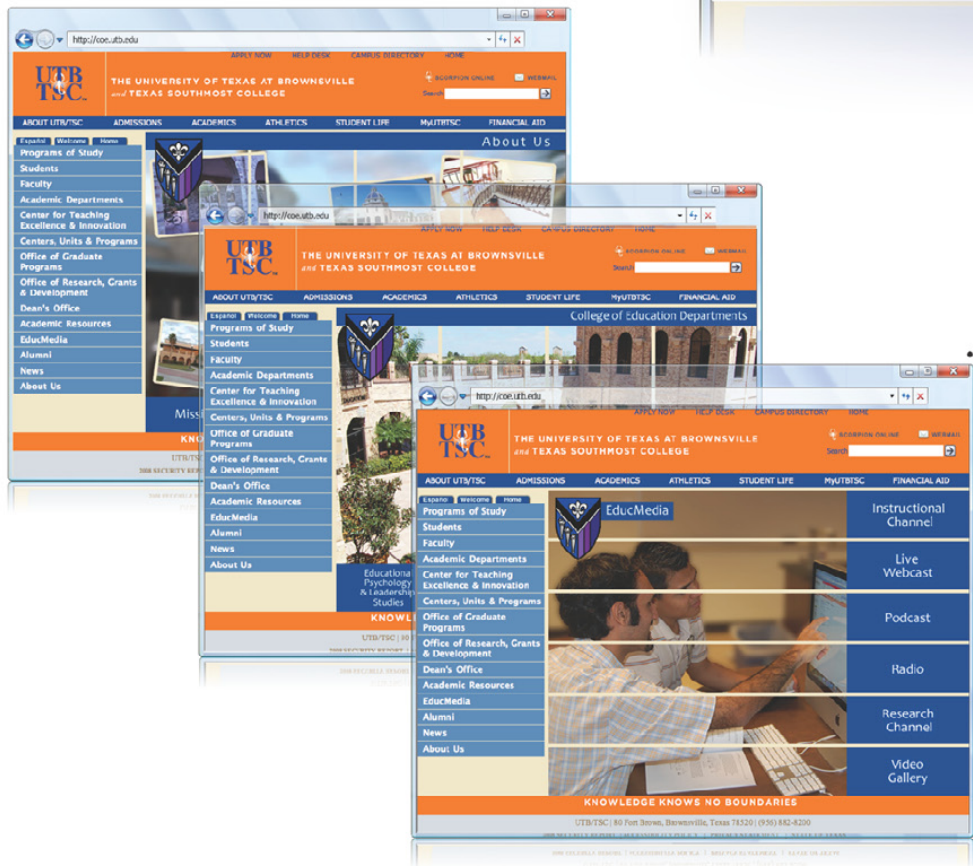 http://coe.utb.edu
APPLY NOW HELP DESK CAMPUS DIRECTORY HOME
UTB
TSC
THE UNIVERSITY OF TEXAS AT BROWNSVILLE
and TEXAS SOUTHMOST COLLEGE
SCORPION ONLINE WEBMAIL
Search
ABOUT UTB/TSC ADMISSIONS ACADEMICS ATHLETICS STUDENT LIFE MyUTBTSC FINANCIAL AID
Español Welcome Home
About Us
Programs of Study
Students
Faculty
Academic Departments
Center for Teaching
Excellence & Innovation
Centers, Units & Programs
Office of Graduate
Programs
Office of Research, Grants
& Development
Dean's Office
Academic Resources
EducMedia
Alumni
News
About Us
http://coe.utb.edu
APPLY NOW HELP DESK CAMPUS DIRECTORY HOME
UTB
TSC
THE UNIVERSITY OF TEXAS AT BROWNSVILLE
and TEXAS SOUTHMOST COLLEGE
SCORPION ONLINE WEBMAIL
Search
ABOUT UTB/TSC ADMISSIONS ACADEMICS ATHLETICS STUDENT LIFE MyUTBTSC FINANCIAL AID
Español Welcome Home
College of Education Departments
Programs of Study
Students
Faculty
Academic Departments
Center for Teaching
Excellence & Innovation
Centers, Units & Programs
Office of Graduate
Programs
Office of Research, Grants
& Development
Dean's Office
Academic Resources
EducMedia
Alumni
News
About Us
Educational
Psychology
& Leadership
Studies
http://coe.utb.edu
APPLY NOW HELP DESK CAMPUS DIRECTORY HOME
UTB
TSC
THE UNIVERSITY OF TEXAS AT BROWNSVILLE
and TEXAS SOUTHMOST COLLEGE
SCORPION ONLINE WEBMAIL
Search
ABOUT UTB/TSC ADMISSIONS ACADEMICS ATHLETICS STUDENT LIFE MyUTBTSC FINANCIAL AID
Español Welcome Home
EducMedia
Programs of Study
Students
Faculty
Academic Departments
Center for Teaching
Excellence & Innovation
Centers, Units & Programs
Office of Graduate
Programs
Office of Research, Grants
& Development
Dean's Office
Academic Resources
EducMedia
Alumni
News
About Us
Instructional
Channel
Live
Webcast
Podcast
Radio
Research
Channel
Video
Gallery
KNOWLEDGE KNOWS NO BOUNDARIES
UTB/TSC | 80 Fort Brown, Brownsville, Texas 78520 | (956) 882-8200